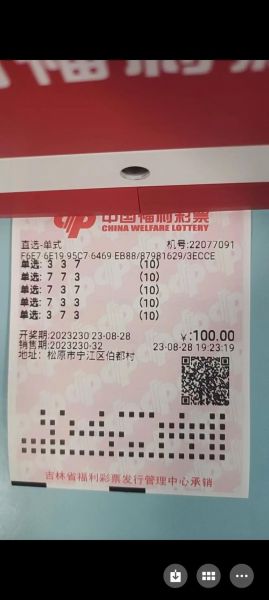 中国福利彩票
CHINA WELFARE LOTTERY
直选-单式 机号:22077091
F6E7 6E19 95C7 6469 EB88/87981629/3ECCE
单选: 3 3 7 (10)
单选: 7 7 3 (10)
单选: 7 3 3 (10)
单选: 7 3 3 (10)
单选: 3 7 3 (10)
开奖期:2023230 23-08-28 ¥:100.00
销售期:2023230-32 23-08-28 19:23:19
地址: 松原市宁江区伯都村
吉林省福利彩票发行管理中心承销